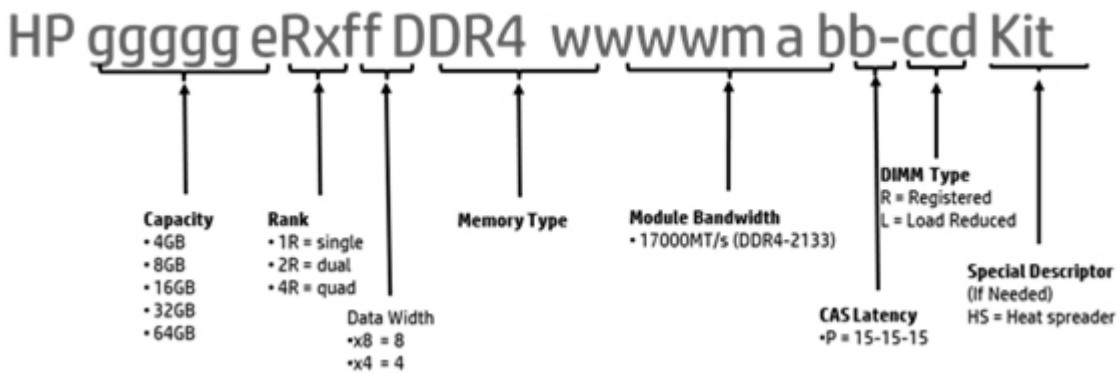 HP ggggg eRxff DDR4 wwwwm a bb-ccd Kit
Capacity
• 4GB
• 8GB
• 16GB
• 32GB
• 64GB
Rank
• 1R = single
• 2R = dual
• 4R = quad
Data Width
•x8 = 8
•x4 = 4
Memory Type
Module Bandwidth
• 17000MT/s (DDR4-2133)
CAS Latency
•P = 15-15-15
DIMM Type
R = Registered
L = Load Reduced
Special Descriptor
(If Needed)
HS = Heat spreader